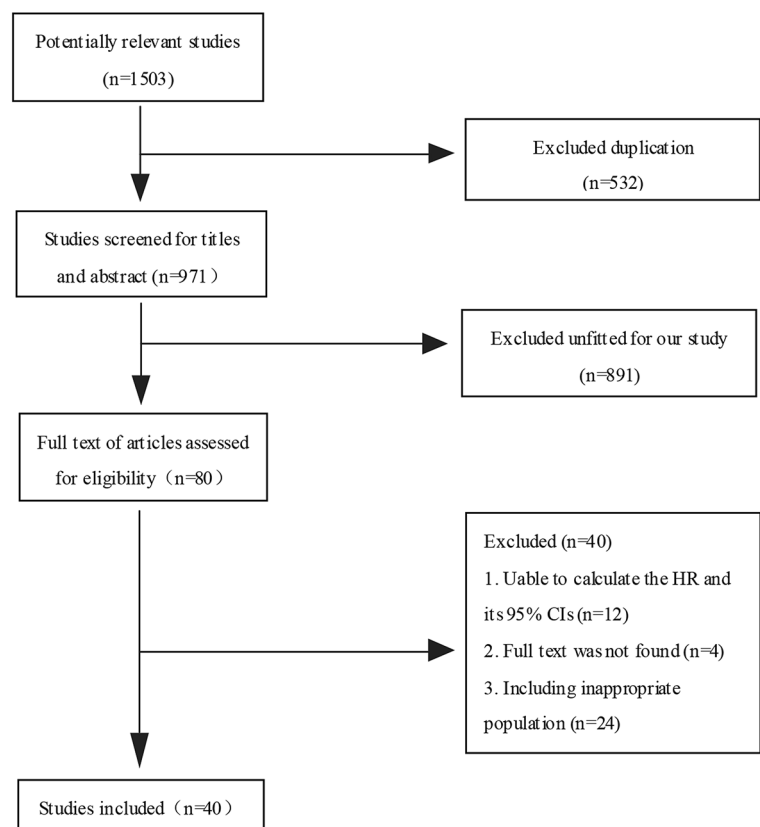 Potentially relevant studies
(n=1503)
Excluded duplication
(n=532)
Studies screened for titles
and abstract (n=971）
Excluded unfitted for our study
(n=891)
Full text of articles assessed
for eligibility（n=80）
Excluded (n=40)
1. Uable to calculate the HR and
its 95% CIs (n=12)
2. Full text was not found (n=4)
3. Including inappropriate
population (n=24)
Studies included（n=40）